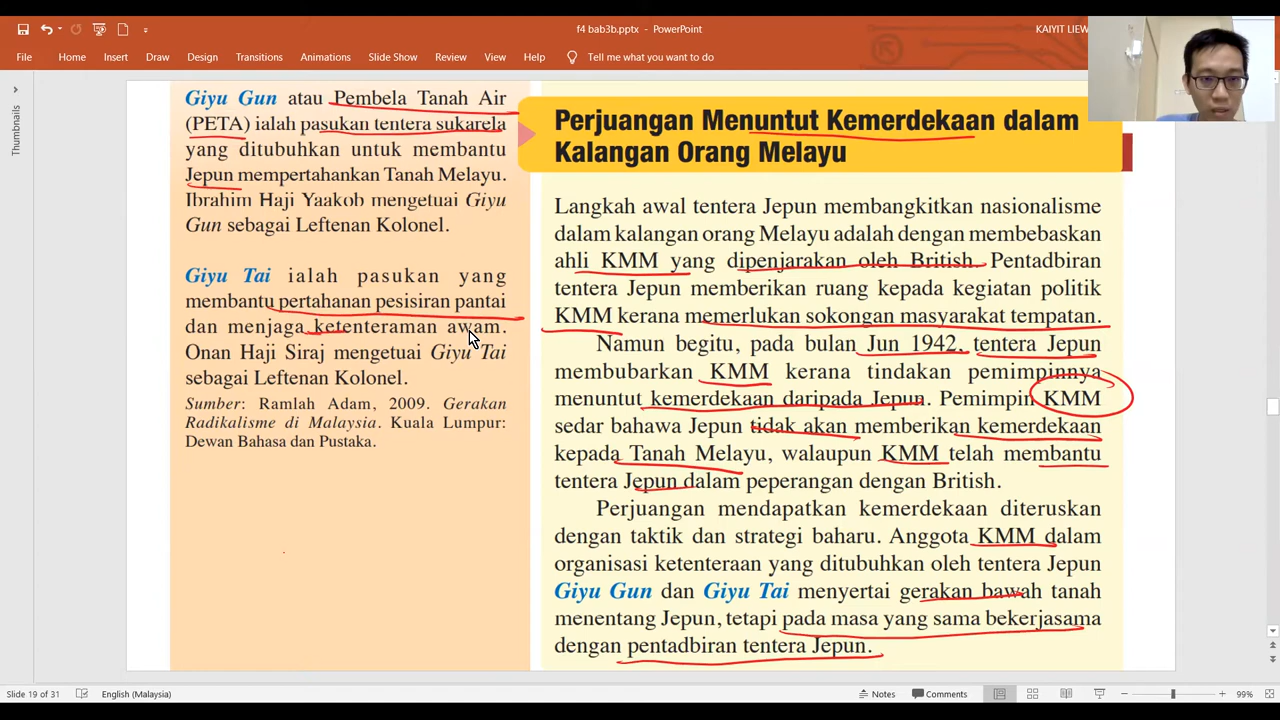 f4 bab3b.pptx - PowerPoint
KAIYIT LIEW
File Home Insert Draw Design Transitions Animations Slide Show Review View Help Tell me what you want to do
Thumbnails
Giyu Gun atau Pembela Tanah Air
(PETA) ialah pasukan tentera sukarela
yang ditubuhkan untuk membantu
Jepun mempertahankan Tanah Melayu.
Ibrahim Haji Yaakob mengetuai Giyu
Gun sebagai Leftenan Kolonel.
Giyu Tai ialah pasukan yang
membantu pertahanan pesisiran pantai
dan menjaga ketenteraman awam.
Onan Haji Siraj mengetuai Giyu Tai
sebagai Leftenan Kolonel.
Sumber: Ramlah Adam, 2009. Gerakan
Radikalisme di Malaysia. Kuala Lumpur:
Dewan Bahasa dan Pustaka.
Perjuangan Menuntut Kemerdekaan dalam
Kalangan Orang Melayu
Langkah awal tentera Jepun membangkitkan nasionalisme
dalam kalangan orang Melayu adalah dengan membebaskan
ahli KMM yang dipenjarakan oleh British. Pentadbiran
tentera Jepun memberikan ruang kepada kegiatan politik
KMM kerana memerlukan sokongan masyarakat tempatan.
Namun begitu, pada bulan Jun 1942, tentera Jepun
membubarkan KMM kerana tindakan pemimpinnya
menuntut kemerdekaan daripada Jepun. Pemimpin KMM
sedar bahawa Jepun tidak akan memberikan kemerdekaan
kepada Tanah Melayu, walaupun KMM telah membantu
tentera Jepun dalam peperangan dengan British.
Perjuangan mendapatkan kemerdekaan diteruskan
dengan taktik dan strategi baharu. Anggota KMM dalam
organisasi ketenteraan yang ditubuhkan oleh tentera Jepun
Giyu Gun dan Giyu Tai menyertai gerakan bawah tanah
menentang Jepun, tetapi pada masa yang sama bekerjasama
dengan pentadbiran tentera Jepun.
Slide 19 of 31 English (Malaysia) Notes Comments 99%